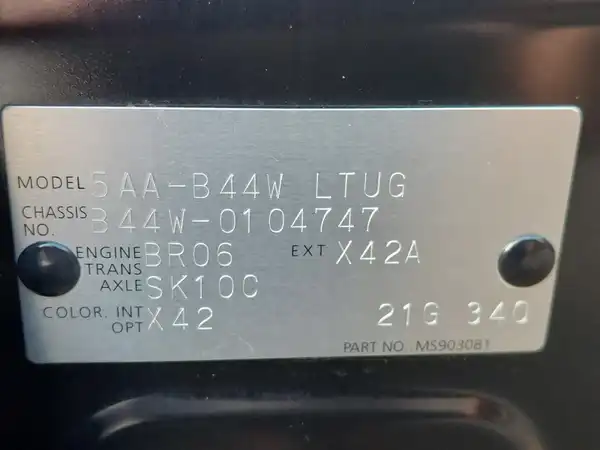 MODEL 5AA-B44W LTUG
CHASSIS NO. B44W-0104747
ENGINE BR06 EXT X42A
TRANS AXLE SK10C
COLOR. INT OPT X42 21G 340
PART NO. MS903081